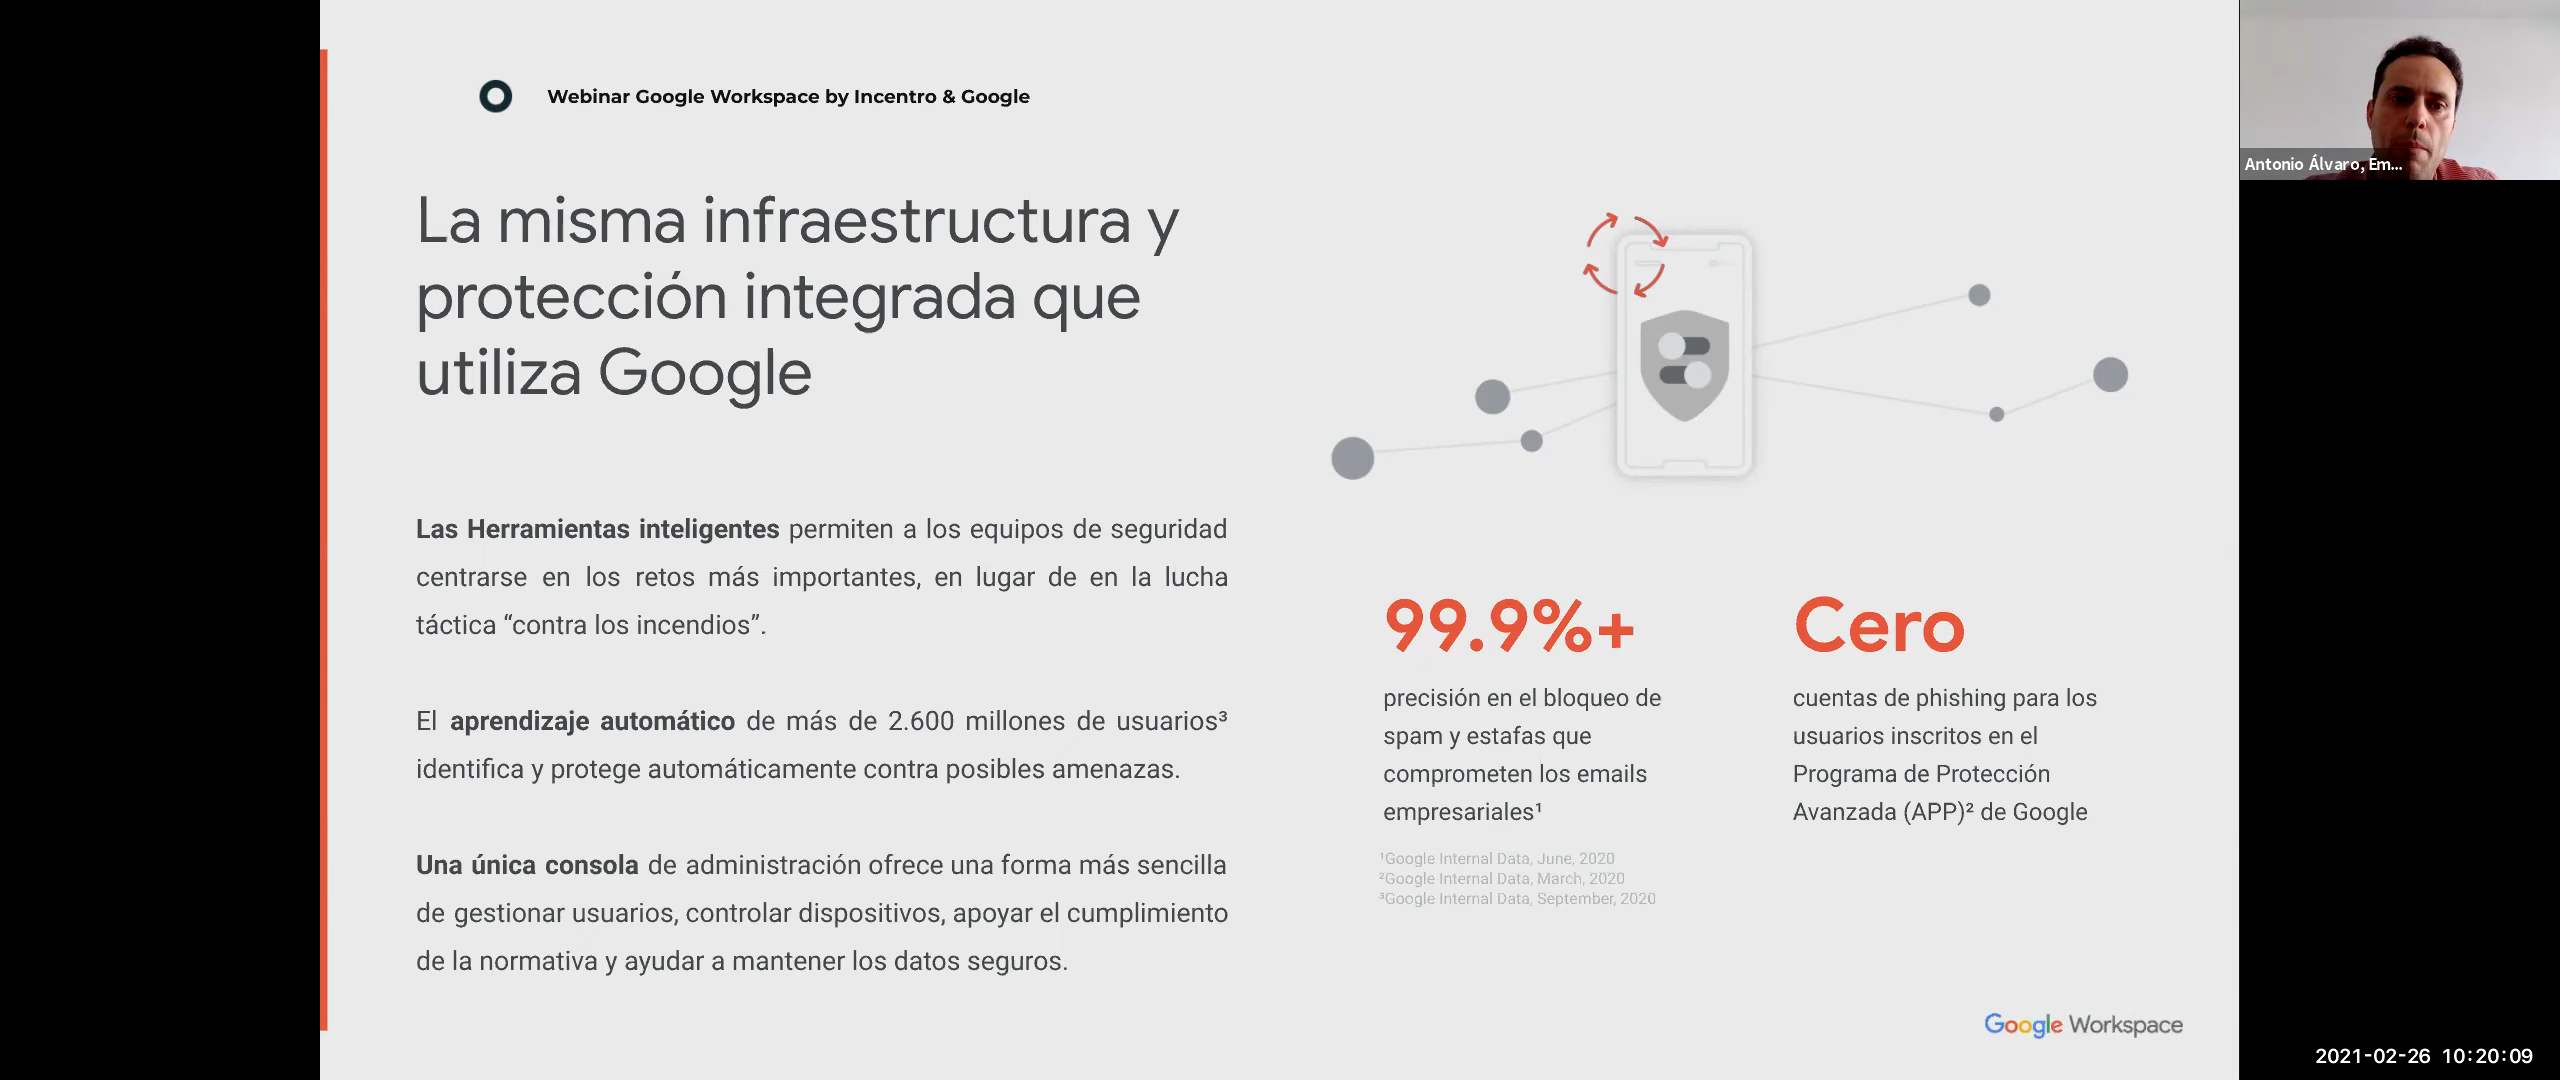 Webinar Google Workspace by Incentro & Google
La misma infraestructura y
protección integrada que
utiliza Google
Las Herramientas inteligentes permiten a los equipos de seguridad
centrarse en los retos más importantes, en lugar de en la lucha
táctica “contra los incendios”.
El aprendizaje automático de más de 2.600 millones de usuarios³
identifica y protege automáticamente contra posibles amenazas.
Una única consola de administración ofrece una forma más sencilla
de gestionar usuarios, controlar dispositivos, apoyar el cumplimiento
de la normativa y ayudar a mantener los datos seguros.
99.9%+
precisión en el bloqueo de
spam y estafas que
comprometen los emails
empresariales¹
Cero
cuentas de phishing para los
usuarios inscritos en el
Programa de Protección
Avanzada (APP)² de Google
¹Google Internal Data, June, 2020
²Google Internal Data, March, 2020
³Google Internal Data, September, 2020
Google Workspace
Antonio Álvaro, Em...
2021-02-26 10:20:09